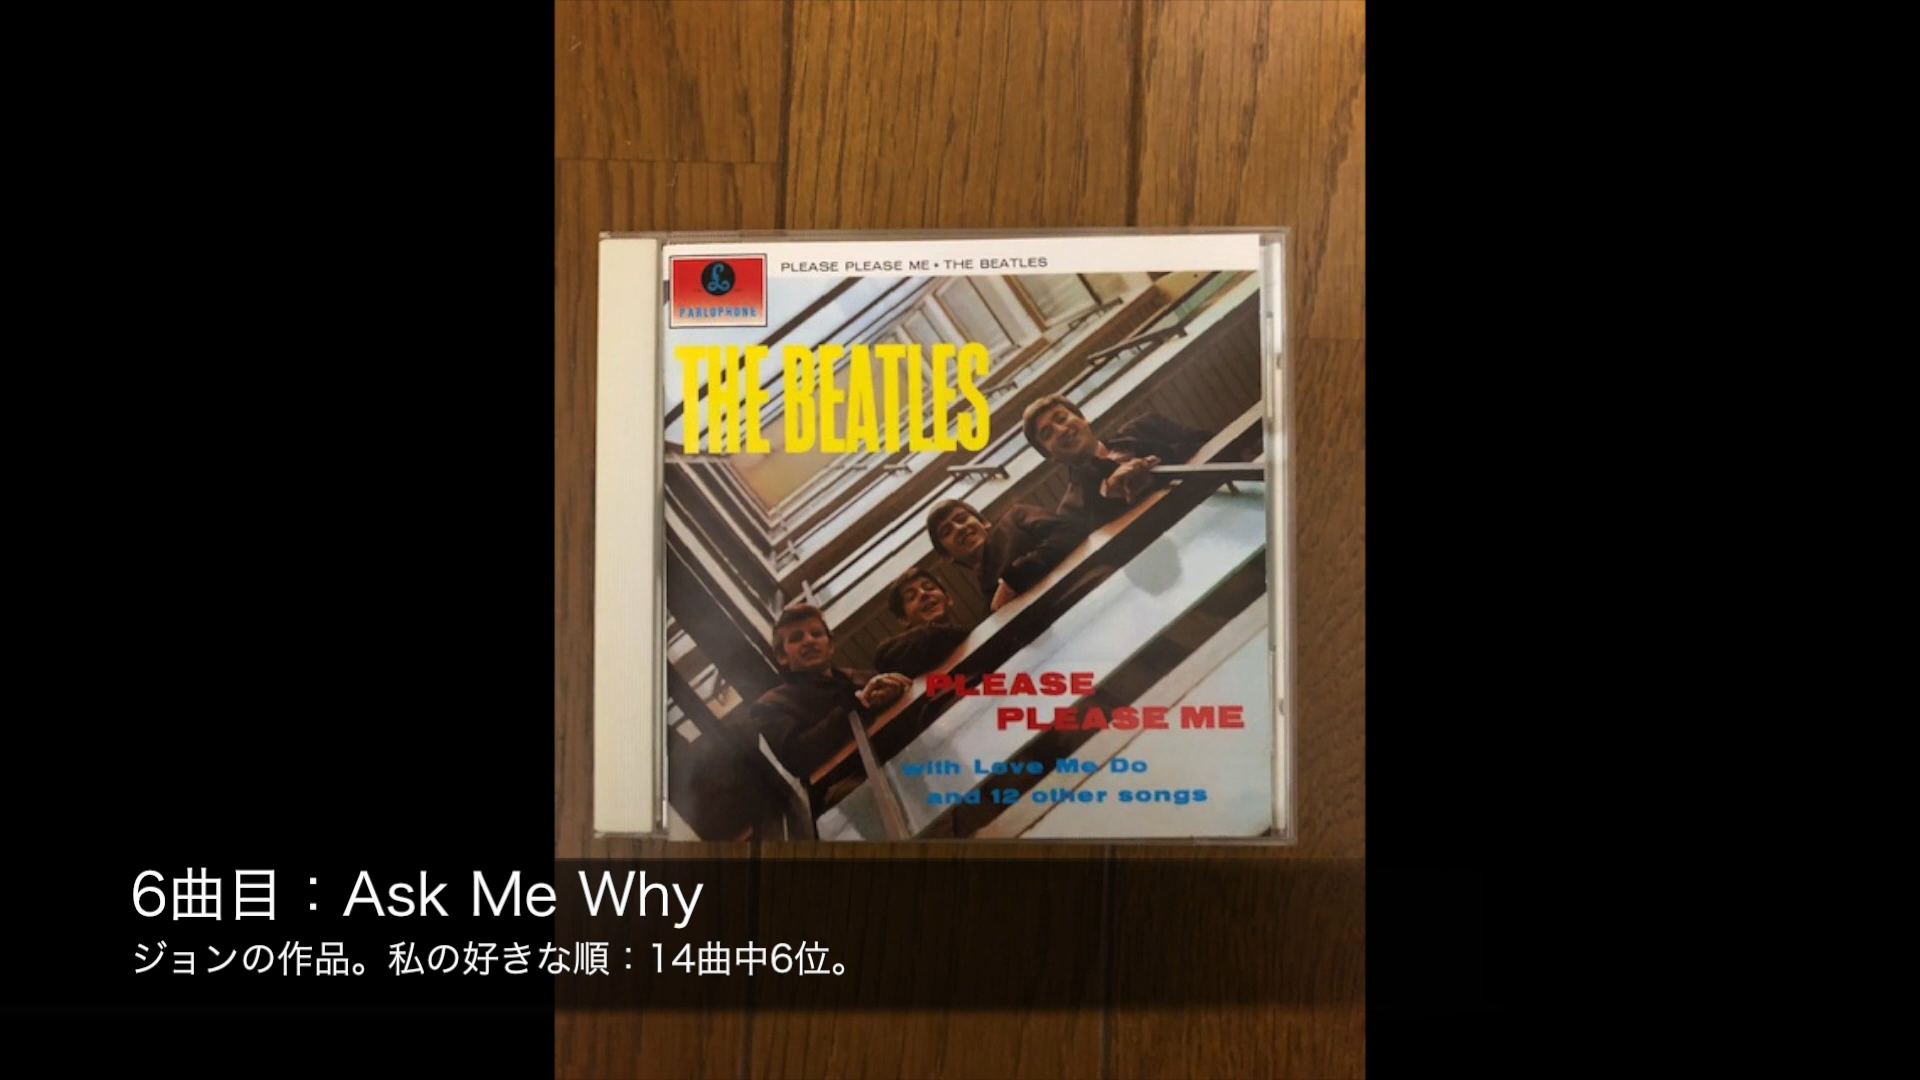 PLEASE PLEASE ME • THE BEATLES
PARLOPHONE
THE BEATLES
PLEASE
PLEASE ME
with Love Me Do
and 12 other songs
6曲目：Ask Me Why
ジョンの作品。私の好きな順：14曲中6位。